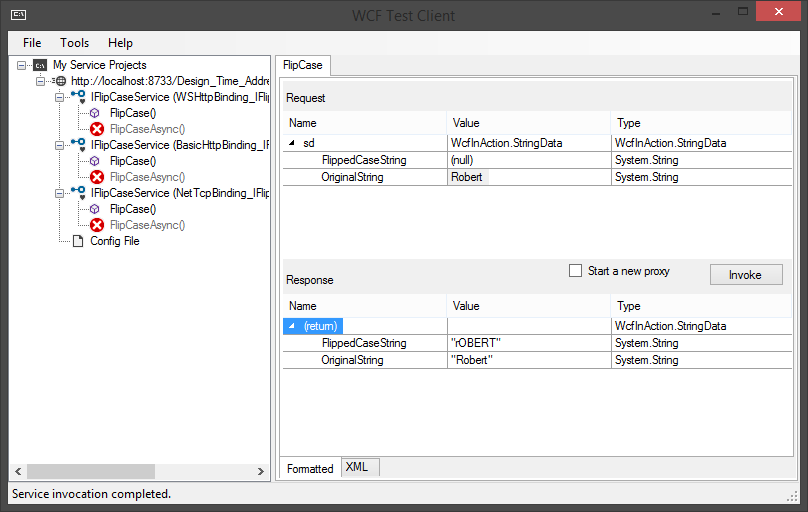 WCF Test Client
File Tools Help
My Service Projects
http://localhost:8733/Design_Time_Addre
IFlipCaseService (WSHttpBinding_IFlip
FlipCase()
FlipCaseAsync()
IFlipCaseService (BasicHttpBinding_IF
FlipCase()
FlipCaseAsync()
IFlipCaseService (NetTcpBinding_IFlip
FlipCase()
FlipCaseAsync()
Config File
FlipCase
Request
Name Value Type
sd WcfInAction.StringData WcfInAction.StringData
FlippedCaseString (null) System.String
OriginalString Robert System.String
Response Start a new proxy Invoke
Name Value Type
(return) WcfInAction.StringData
FlippedCaseString "rOBERT" System.String
OriginalString "Robert" System.String
Formatted XML
Service invocation completed.